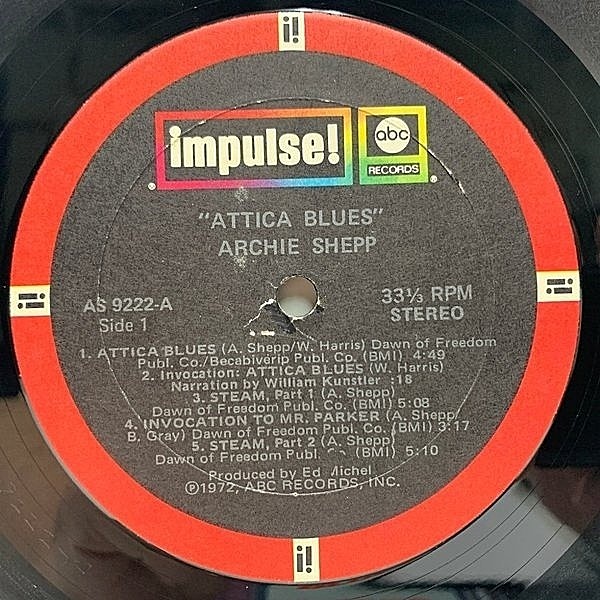 i!
impulse!
abc
RECORDS
®
®
"ATTICA BLUES"
ARCHIE SHEPP
AS 9222-A
Side 1
33⅓ RPM
STEREO
i!
i!
1. ATTICA BLUES (A. Shepp/W. Harris) Dawn of Freedom
Publ. Co./Becabiverip Publ. Co. (BMI) 4:49
2. Invocation: ATTICA BLUES (W. Harris)
Narration by William Kunstler :18
3. STEAM, Part 1 (A. Shepp)
Dawn of Freedom Publ. Co. (BMI) 5:08
4. INVOCATION TO MR. PARKER (A. Shepp/
B. Gray) Dawn of Freedom Publ. Co. (BMI) 3:17
5. STEAM, Part 2 (A. Shepp)
Dawn of Freedom Publ. (BMI) 5:10
Produced by Ed Michel
℗1972, ABC RECORDS, INC.
i!